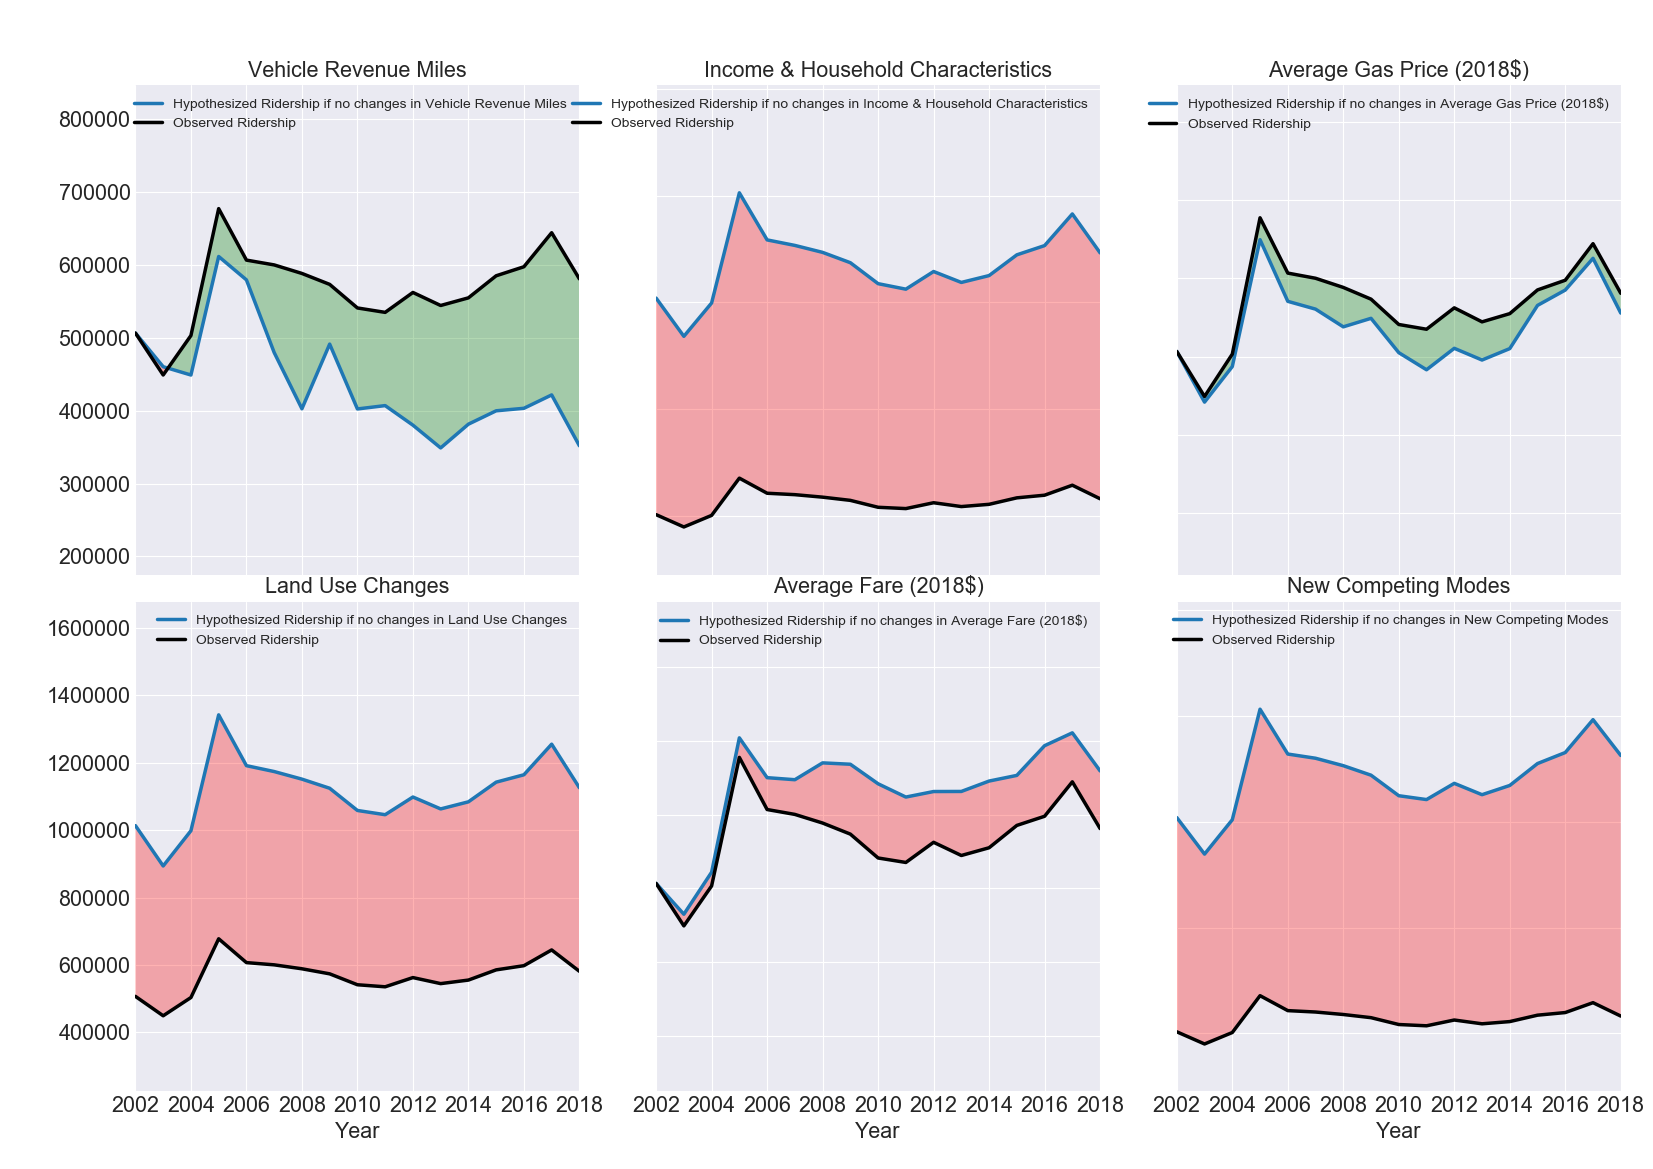 Vehicle Revenue Miles
Hypothesized Ridership if no changes in Vehicle Revenue Miles
Observed Ridership
800000
700000
600000
500000
400000
300000
200000
Income & Household Characteristics
Hypothesized Ridership if no changes in Income & Household Characteristics
Observed Ridership
Average Gas Price (2018$)
Hypothesized Ridership if no changes in Average Gas Price (2018$)
Observed Ridership
Land Use Changes
Hypothesized Ridership if no changes in Land Use Changes
Observed Ridership
1600000
1400000
1200000
1000000
800000
600000
400000
2002 2004 2006 2008 2010 2012 2014 2016 2018
Year
Average Fare (2018$)
Hypothesized Ridership if no changes in Average Fare (2018$)
Observed Ridership
2002 2004 2006 2008 2010 2012 2014 2016 2018
Year
New Competing Modes
Hypothesized Ridership if no changes in New Competing Modes
Observed Ridership
2002 2004 2006 2008 2010 2012 2014 2016 2018
Year